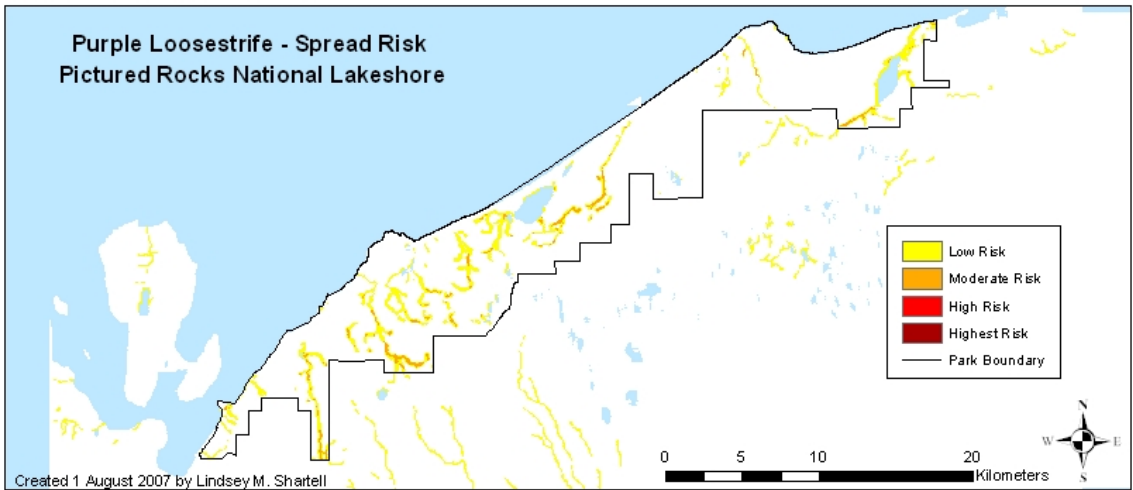 Purple Loosestrife - Spread Risk
Pictured Rocks National Lakeshore
Low Risk
Moderate Risk
High Risk
Highest Risk
Park Boundary
N
W E
S
0 5 10 20
Kilometers
Created 1 August 2007 by Lindsey M. Shartell